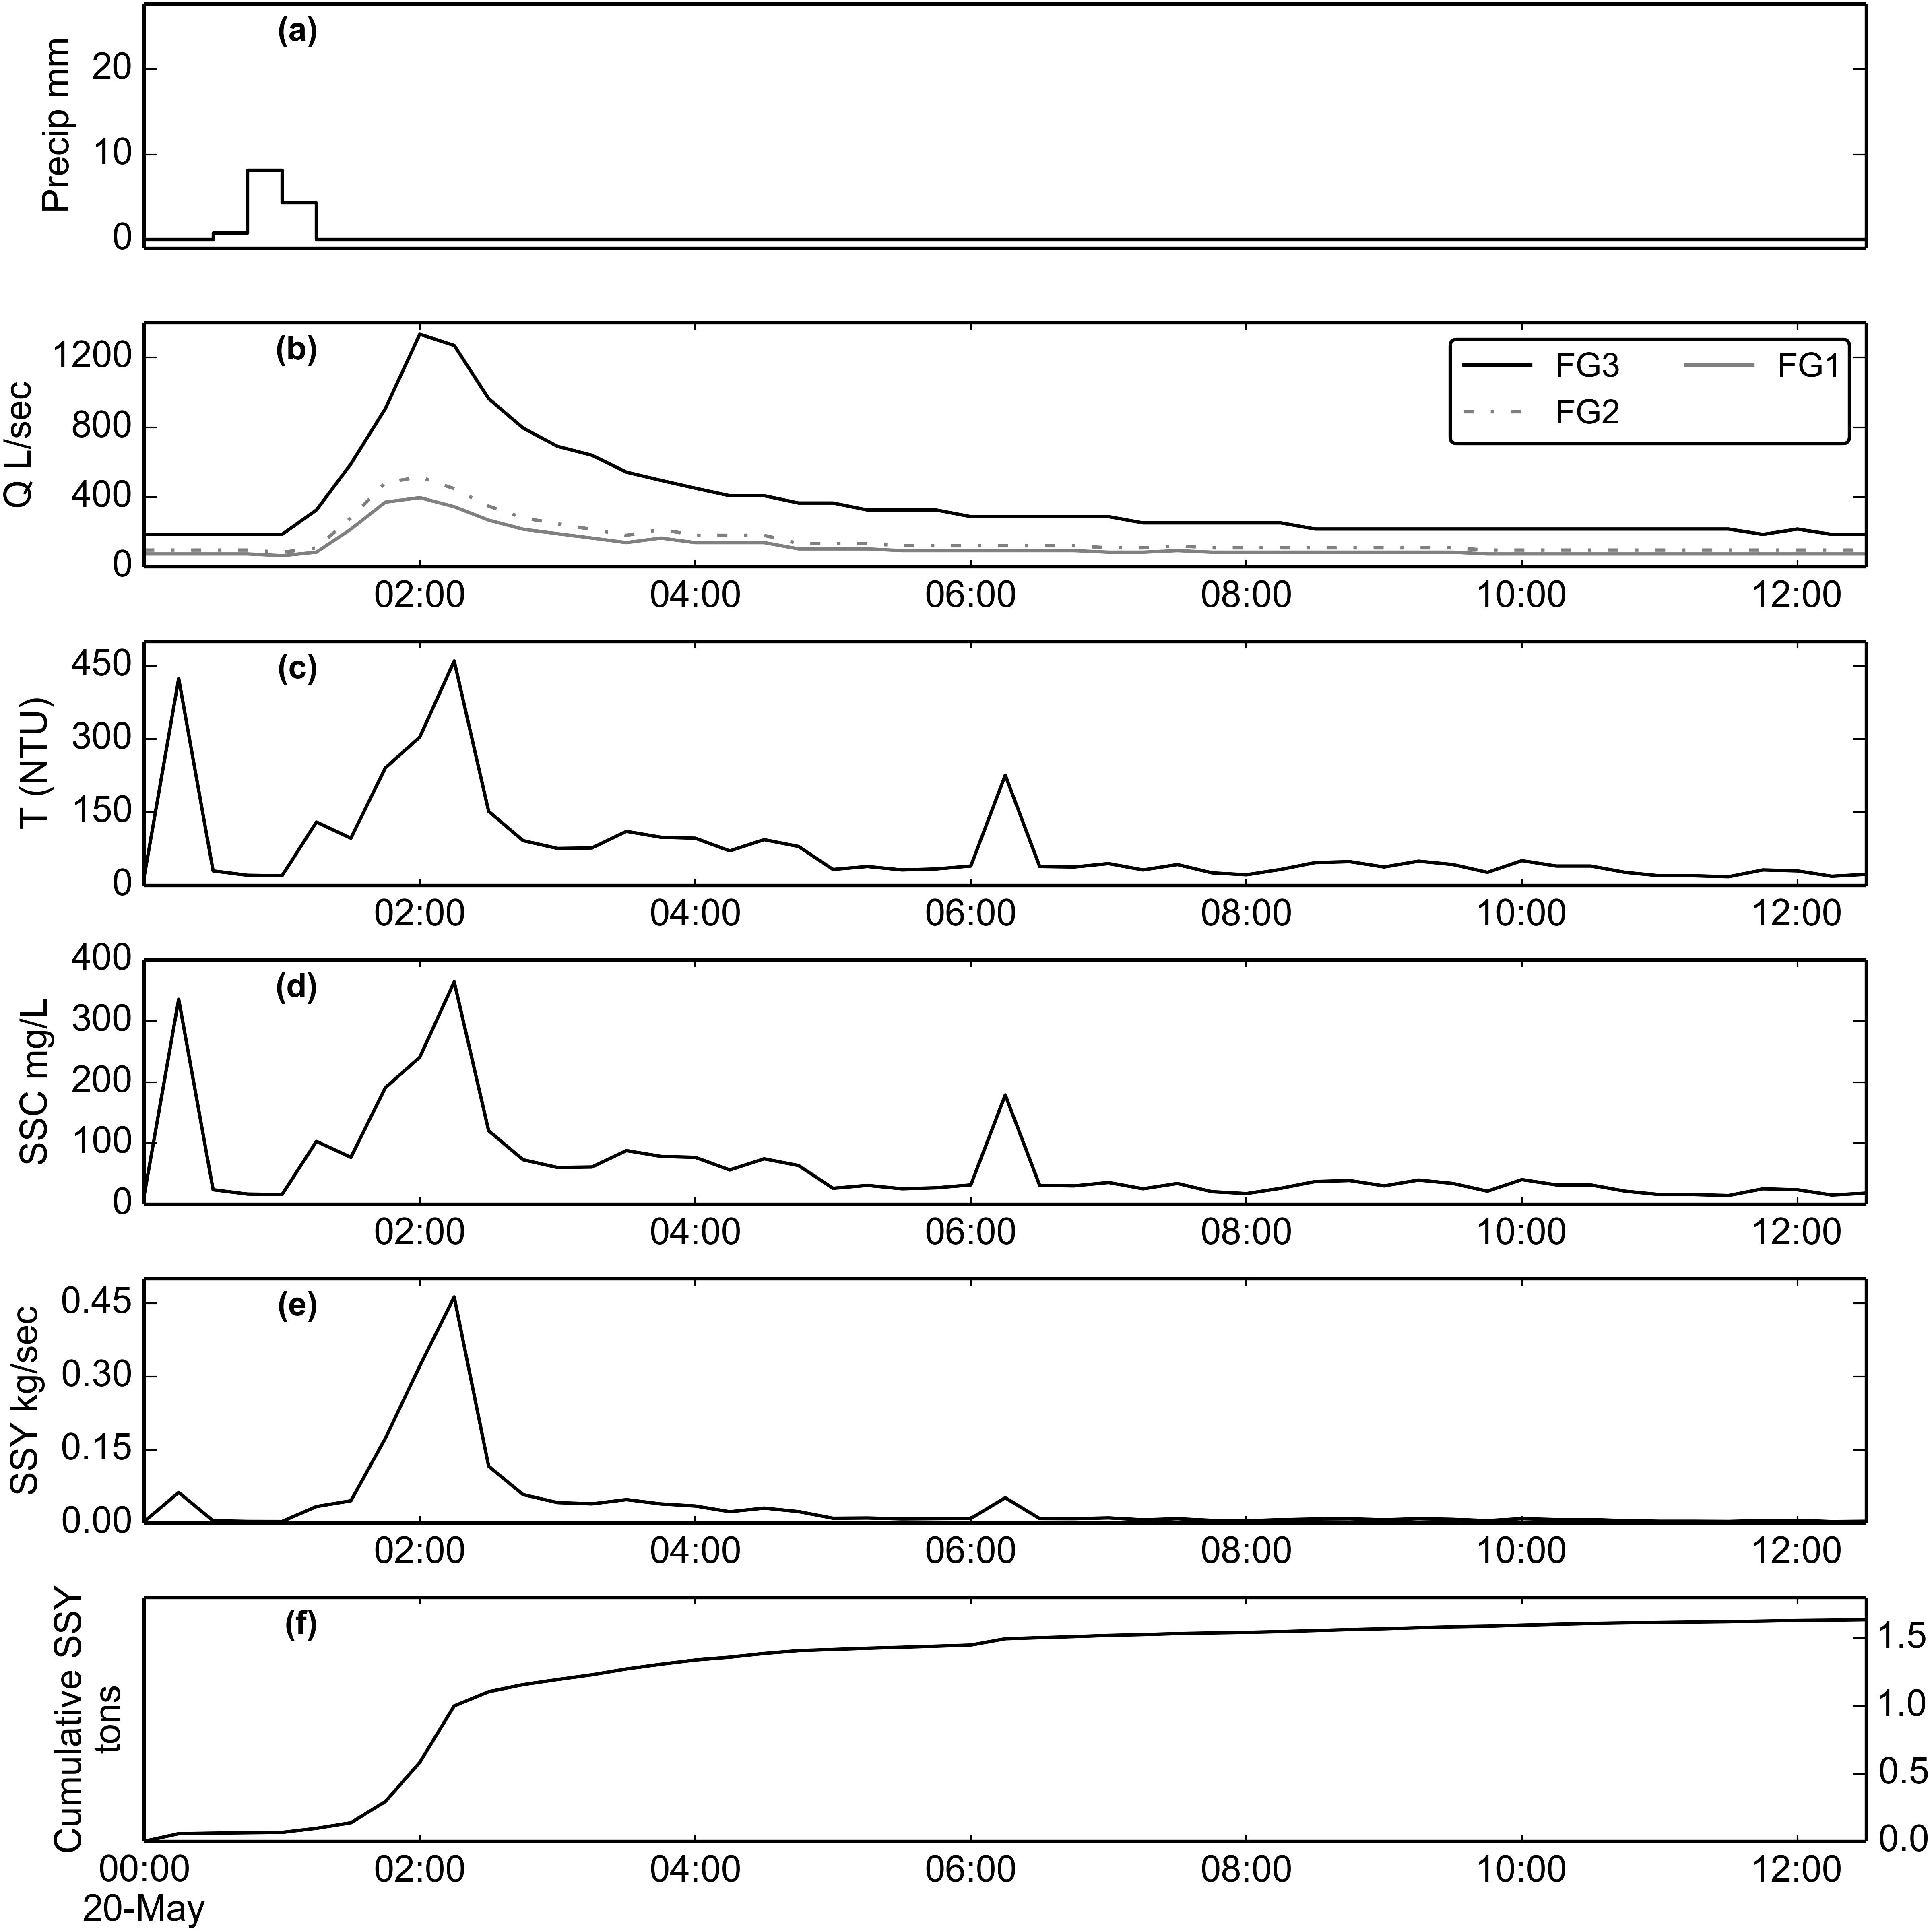 (a)
Precip mm
20
10
0
(b)
Q L/sec
1200
800
400
0
FG3 FG1
FG2
02:00 04:00 06:00 08:00 10:00 12:00
(c)
T (NTU)
450
300
150
0
02:00 04:00 06:00 08:00 10:00 12:00
(d)
SSC mg/L
400
300
200
100
0
02:00 04:00 06:00 08:00 10:00 12:00
(e)
SSY kg/sec
0.45
0.30
0.15
0.00
02:00 04:00 06:00 08:00 10:00 12:00
(f)
Cumulative SSY
tons
1.5
1.0
0.5
0.0
00:00 02:00 04:00 06:00 08:00 10:00 12:00
20-May